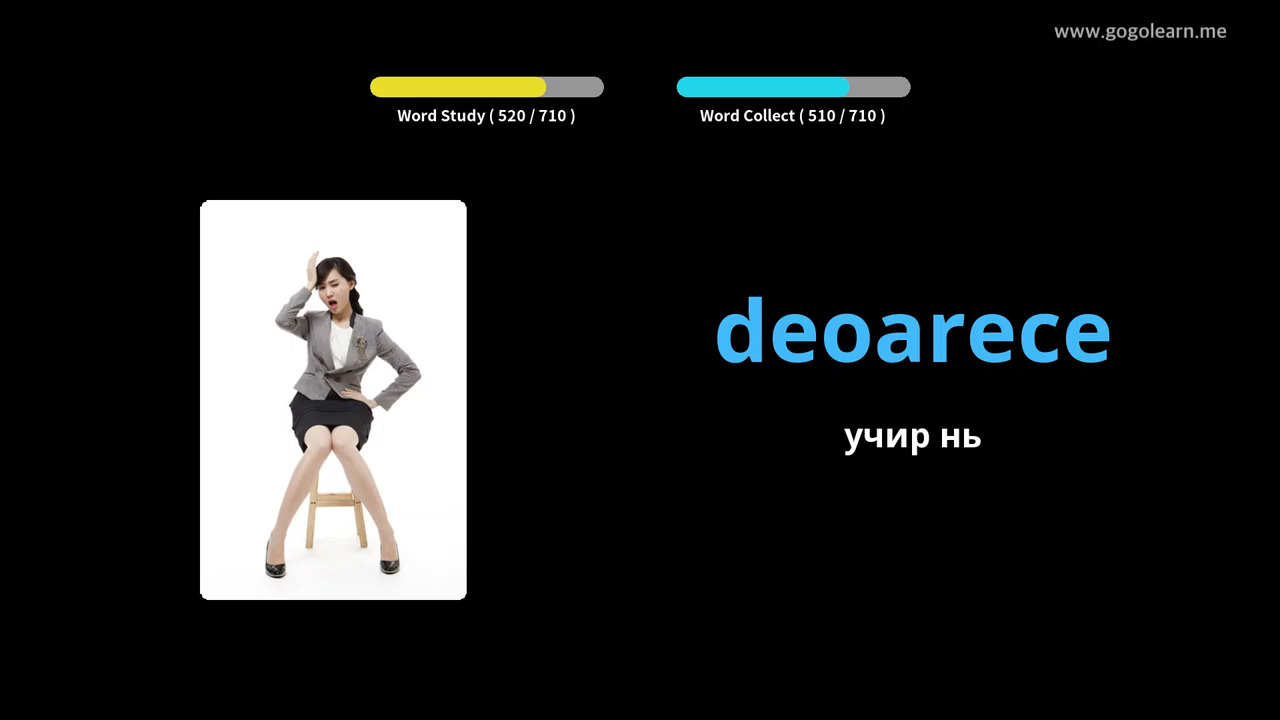 www.gogolearn.me
Word Study ( 520 / 710 )
Word Collect ( 510 / 710 )
deoarece
учир нь